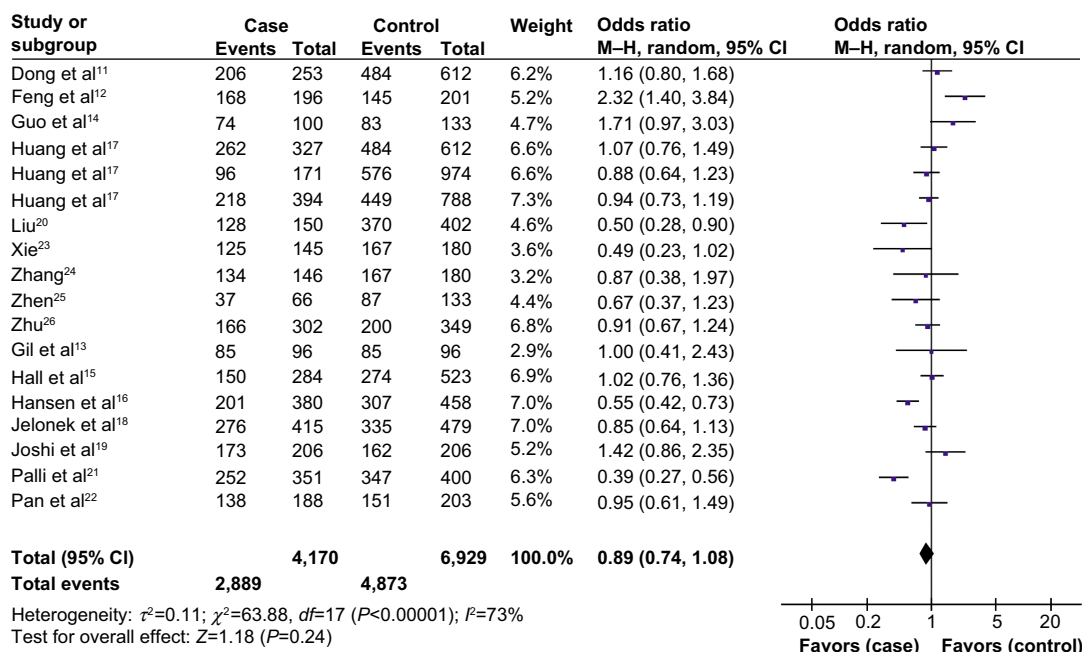 Study or subgroup Case Control Weight Odds ratio Odds ratio
Events Total Events Total M–H, random, 95% CI M–H, random, 95% CI
Dong et al11 206 253 484 612 6.2% 1.16 (0.80, 1.68)
Feng et al12 168 196 145 201 5.2% 2.32 (1.40, 3.84)
Guo et al14 74 100 83 133 4.7% 1.71 (0.97, 3.03)
Huang et al17 262 327 484 612 6.6% 1.07 (0.76, 1.49)
Huang et al17 96 171 576 974 6.6% 0.88 (0.64, 1.23)
Huang et al17 218 394 449 788 7.3% 0.94 (0.73, 1.19)
Liu20 128 150 370 402 4.6% 0.50 (0.28, 0.90)
Xie23 125 145 167 180 3.6% 0.49 (0.23, 1.02)
Zhang24 134 146 167 180 3.2% 0.87 (0.38, 1.97)
Zhen25 37 66 87 133 4.4% 0.67 (0.37, 1.23)
Zhu26 166 302 200 349 6.8% 0.91 (0.67, 1.24)
Gil et al13 85 96 85 96 2.9% 1.00 (0.41, 2.43)
Hall et al15 150 284 274 523 6.9% 1.02 (0.76, 1.36)
Hansen et al16 201 380 307 458 7.0% 0.55 (0.42, 0.73)
Jelonek et al18 276 415 335 479 7.0% 0.85 (0.64, 1.13)
Joshi et al19 173 206 162 206 5.2% 1.42 (0.86, 2.35)
Palli et al21 252 351 347 400 6.3% 0.39 (0.27, 0.56)
Pan et al22 138 188 151 203 5.6% 0.95 (0.61, 1.49)
Total (95% CI) 4,170 6,929 100.0% 0.89 (0.74, 1.08)
Total events 2,889 4,873
Heterogeneity: τ²=0.11; χ²=63.88, df=17 (P<0.00001); I²=73%
Test for overall effect: Z=1.18 (P=0.24)
0.05 0.2 1 5 20
Favors (case) Favors (control)